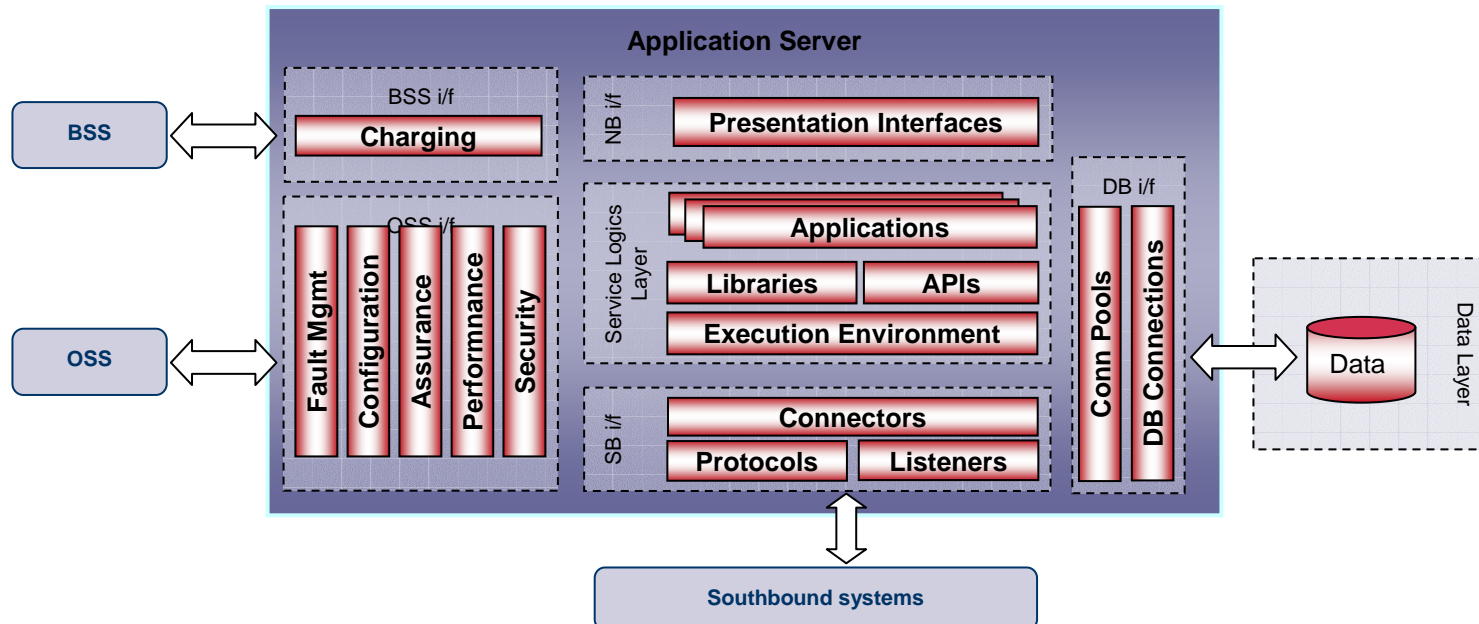 Application Server
BSS i/f
Charging
BSS
OSS i/f
Fault Mgmt
Configuration
Assurance
Performnance
Security
OSS
NB i/f
Presentation Interfaces
Service Logics
Layer
Applications
Libraries
APIs
Execution Environment
SB i/f
Connectors
Protocols
Listeners
DB i/f
Conn Pools
DB Connections
Data
Data Layer
Southbound systems